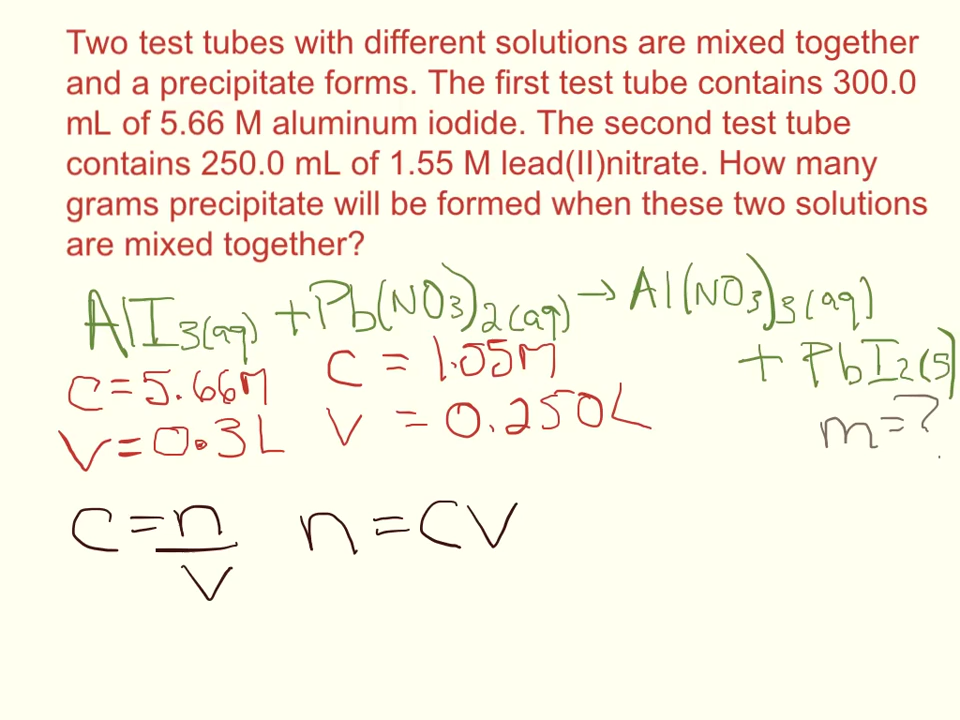 Two test tubes with different solutions are mixed together
and a precipitate forms. The first test tube contains 300.0
mL of 5.66 M aluminum iodide. The second test tube
contains 250.0 mL of 1.55 M lead(II)nitrate. How many
grams precipitate will be formed when these two solutions
are mixed together?
AlI3(aq) + Pb(NO3)2(aq) → Al(NO3)3(aq)
+ PbI2(s)
C = 5.66M C = 1.05M
V = 0.3L V = 0.250L m = ?
C = n/V n = CV